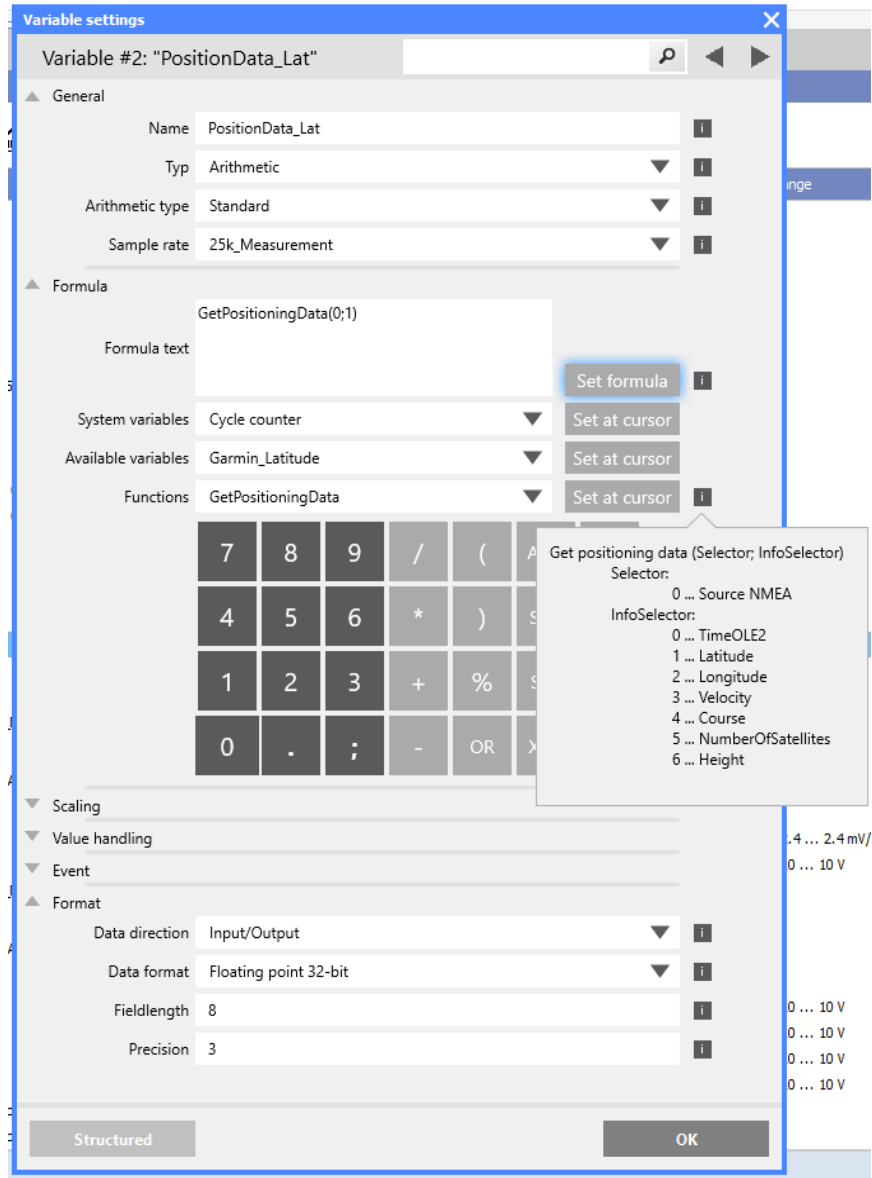 Variable settings
Variable #2: "PositionData_Lat"
General
Name PositionData_Lat
Typ Arithmetic
Arithmetic type Standard
Sample rate 25k_Measurement
Formula
GetPositioningData(0;1)
Formula text
Set formula
System variables Cycle counter Set at cursor
Available variables Garmin_Latitude Set at cursor
Functions GetPositioningData Set at cursor
7 8 9 / (
4 5 6 * )
1 2 3 + %
0 . ; - OR
Get positioning data (Selector; InfoSelector)
Selector:
0 ... Source NMEA
InfoSelector:
0 ... TimeOLE2
1 ... Latitude
2 ... Longitude
3 ... Velocity
4 ... Course
5 ... NumberOfSatellites
6 ... Height
Scaling
Value handling
Event
Format
Data direction Input/Output
Data format Floating point 32-bit
Fieldlength 8
Precision 3
Structured OK
.4 ... 2.4 mV/
0 ... 10 V
0 ... 10 V
0 ... 10 V
0 ... 10 V
0 ... 10 V